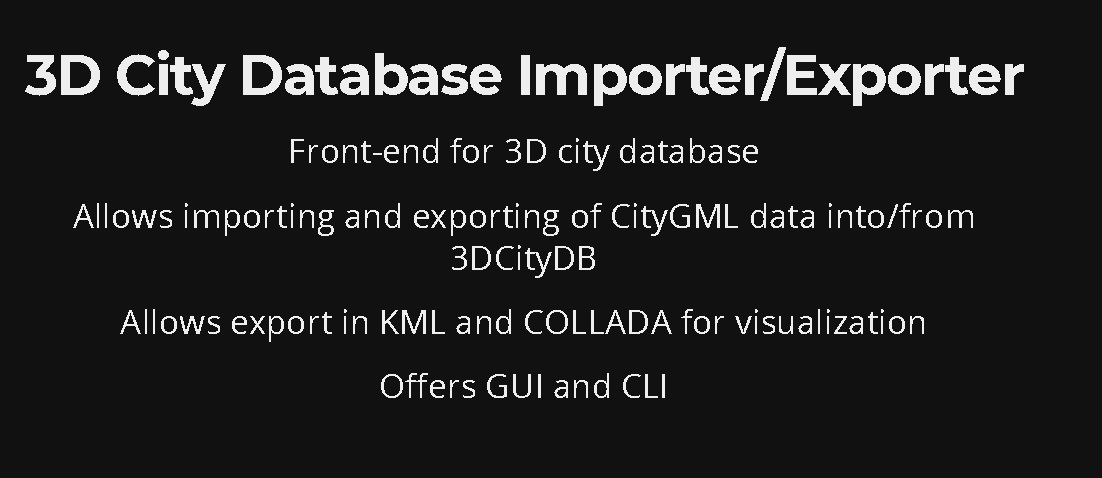 3D City Database Importer/Exporter
Front-end for 3D city database
Allows importing and exporting of CityGML data into/from
3DCityDB
Allows export in KML and COLLADA for visualization
Offers GUI and CLI